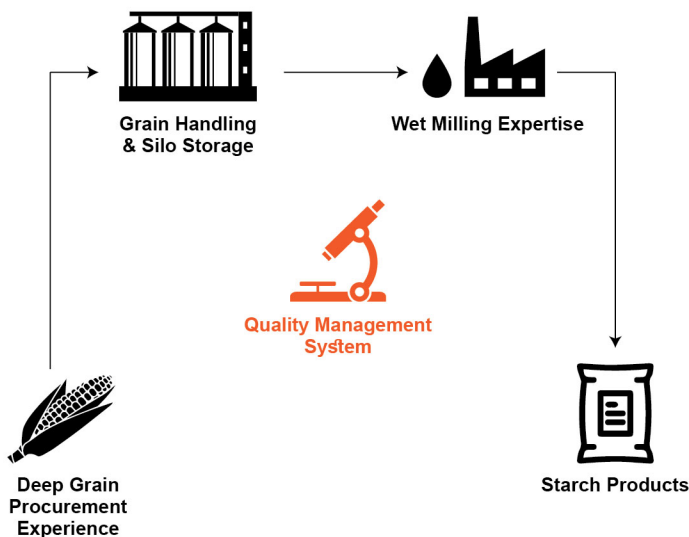 Grain Handling
& Silo Storage
Wet Milling Expertise
Quality Management
System
Deep Grain
Procurement
Experience
Starch Products